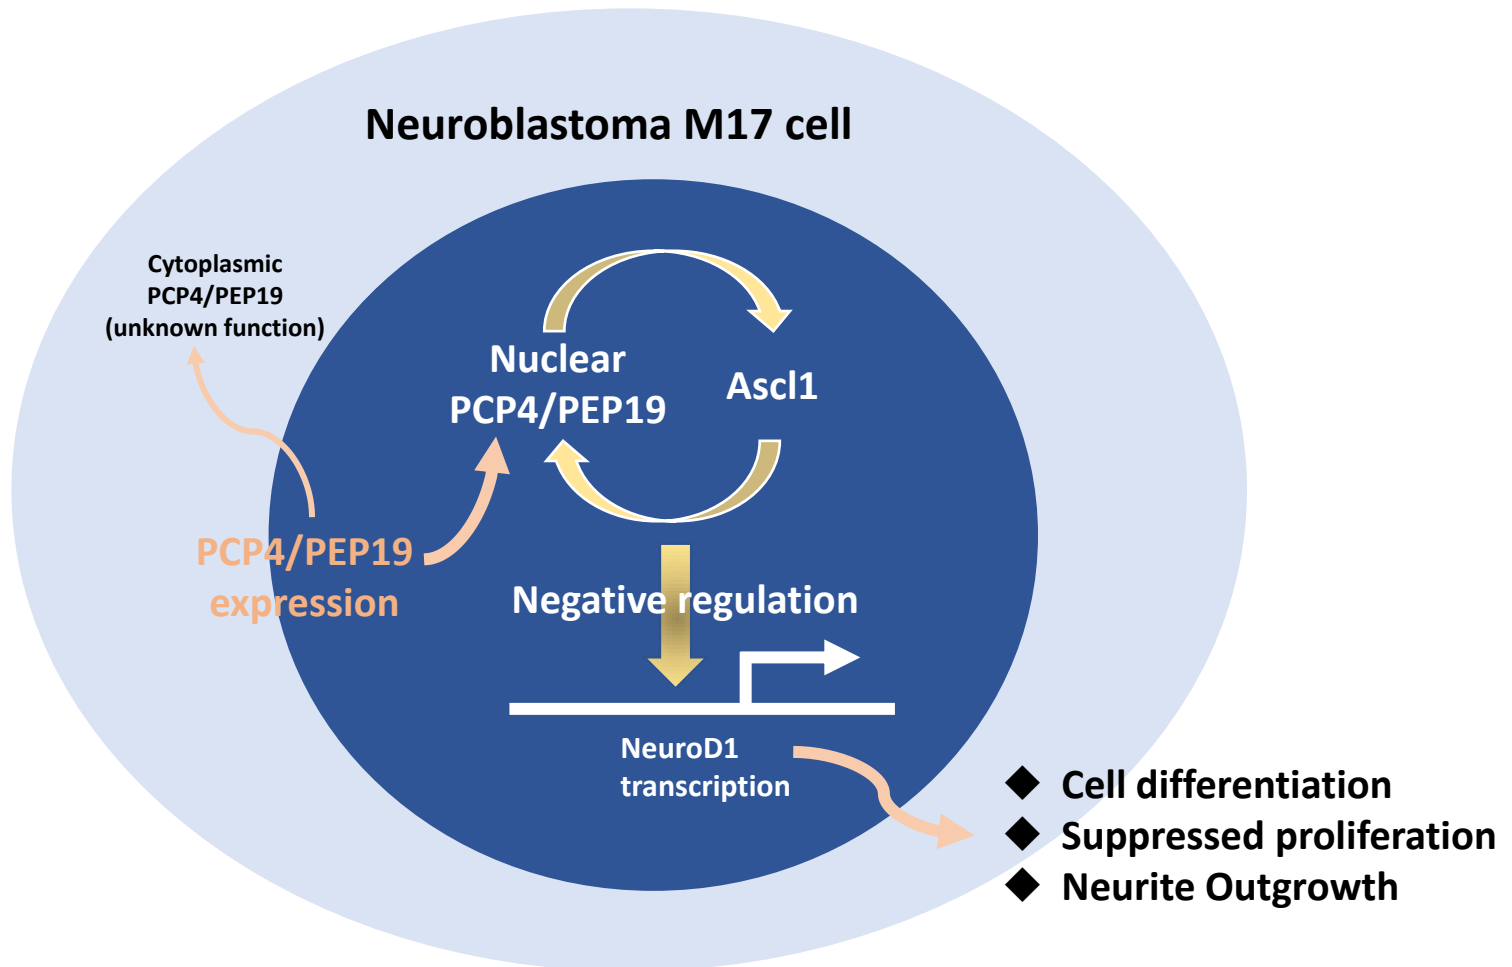 Neuroblastoma M17 cell
Cytoplasmic
PCP4/PEP19
(unknown function)
Nuclear
PCP4/PEP19
Ascl1
PCP4/PEP19
expression
Negative regulation
NeuroD1
transcription
◆ Cell differentiation
◆ Suppressed proliferation
◆ Neurite Outgrowth